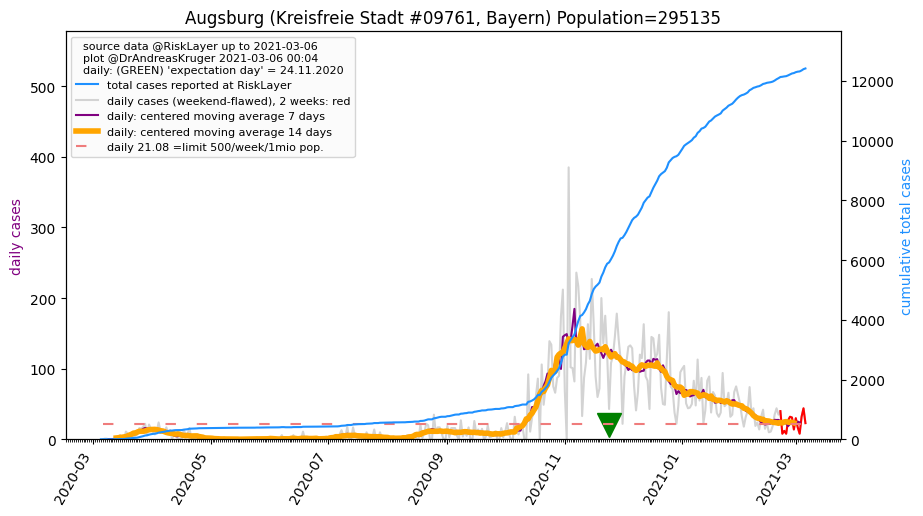 Augsburg (Kreisfreie Stadt #09761, Bayern) Population=295135
source data @RiskLayer up to 2021-03-06
plot @DrAndreasKruger 2021-03-06 00:04
daily: (GREEN) 'expectation day' = 24.11.2020
total cases reported at RiskLayer
daily cases (weekend-flawed), 2 weeks: red
daily: centered moving average 7 days
daily: centered moving average 14 days
daily 21.08 =limit 500/week/1mio pop.
daily cases
500
400
300
200
100
0
cumulative total cases
12000
10000
8000
6000
4000
2000
0
2020-03
2020-05
2020-07
2020-09
2020-11
2021-01
2021-03